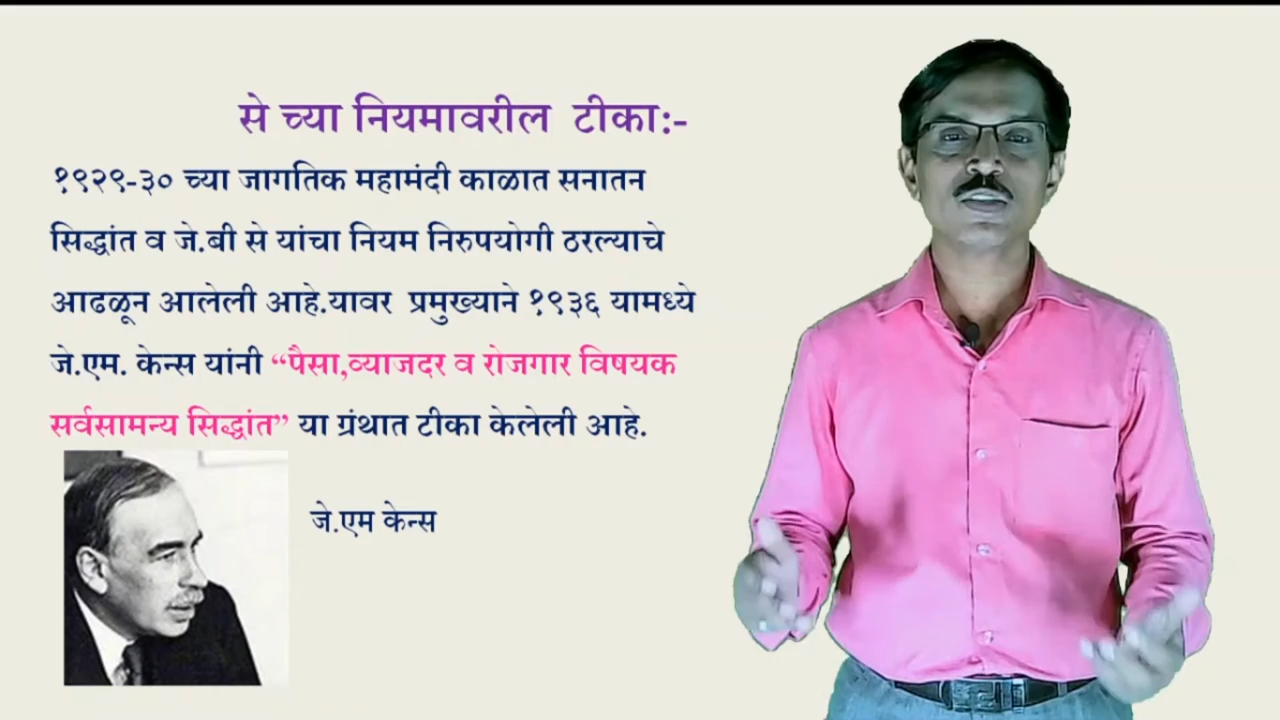 से च्या नियमावरील टीका:-
१९२९-३० च्या जागतिक महामंदी काळात सनातन
सिद्धांत व जे.बी से यांचा नियम निरुपयोगी ठरल्याचे
आढळून आलेली आहे.यावर प्रमुख्याने १९३६ यामध्ये
जे.एम. केन्स यांनी “पैसा,व्याजदर व रोजगार विषयक
सर्वसामन्य सिद्धांत” या ग्रंथात टीका केलेली आहे.
जे.एम केन्स